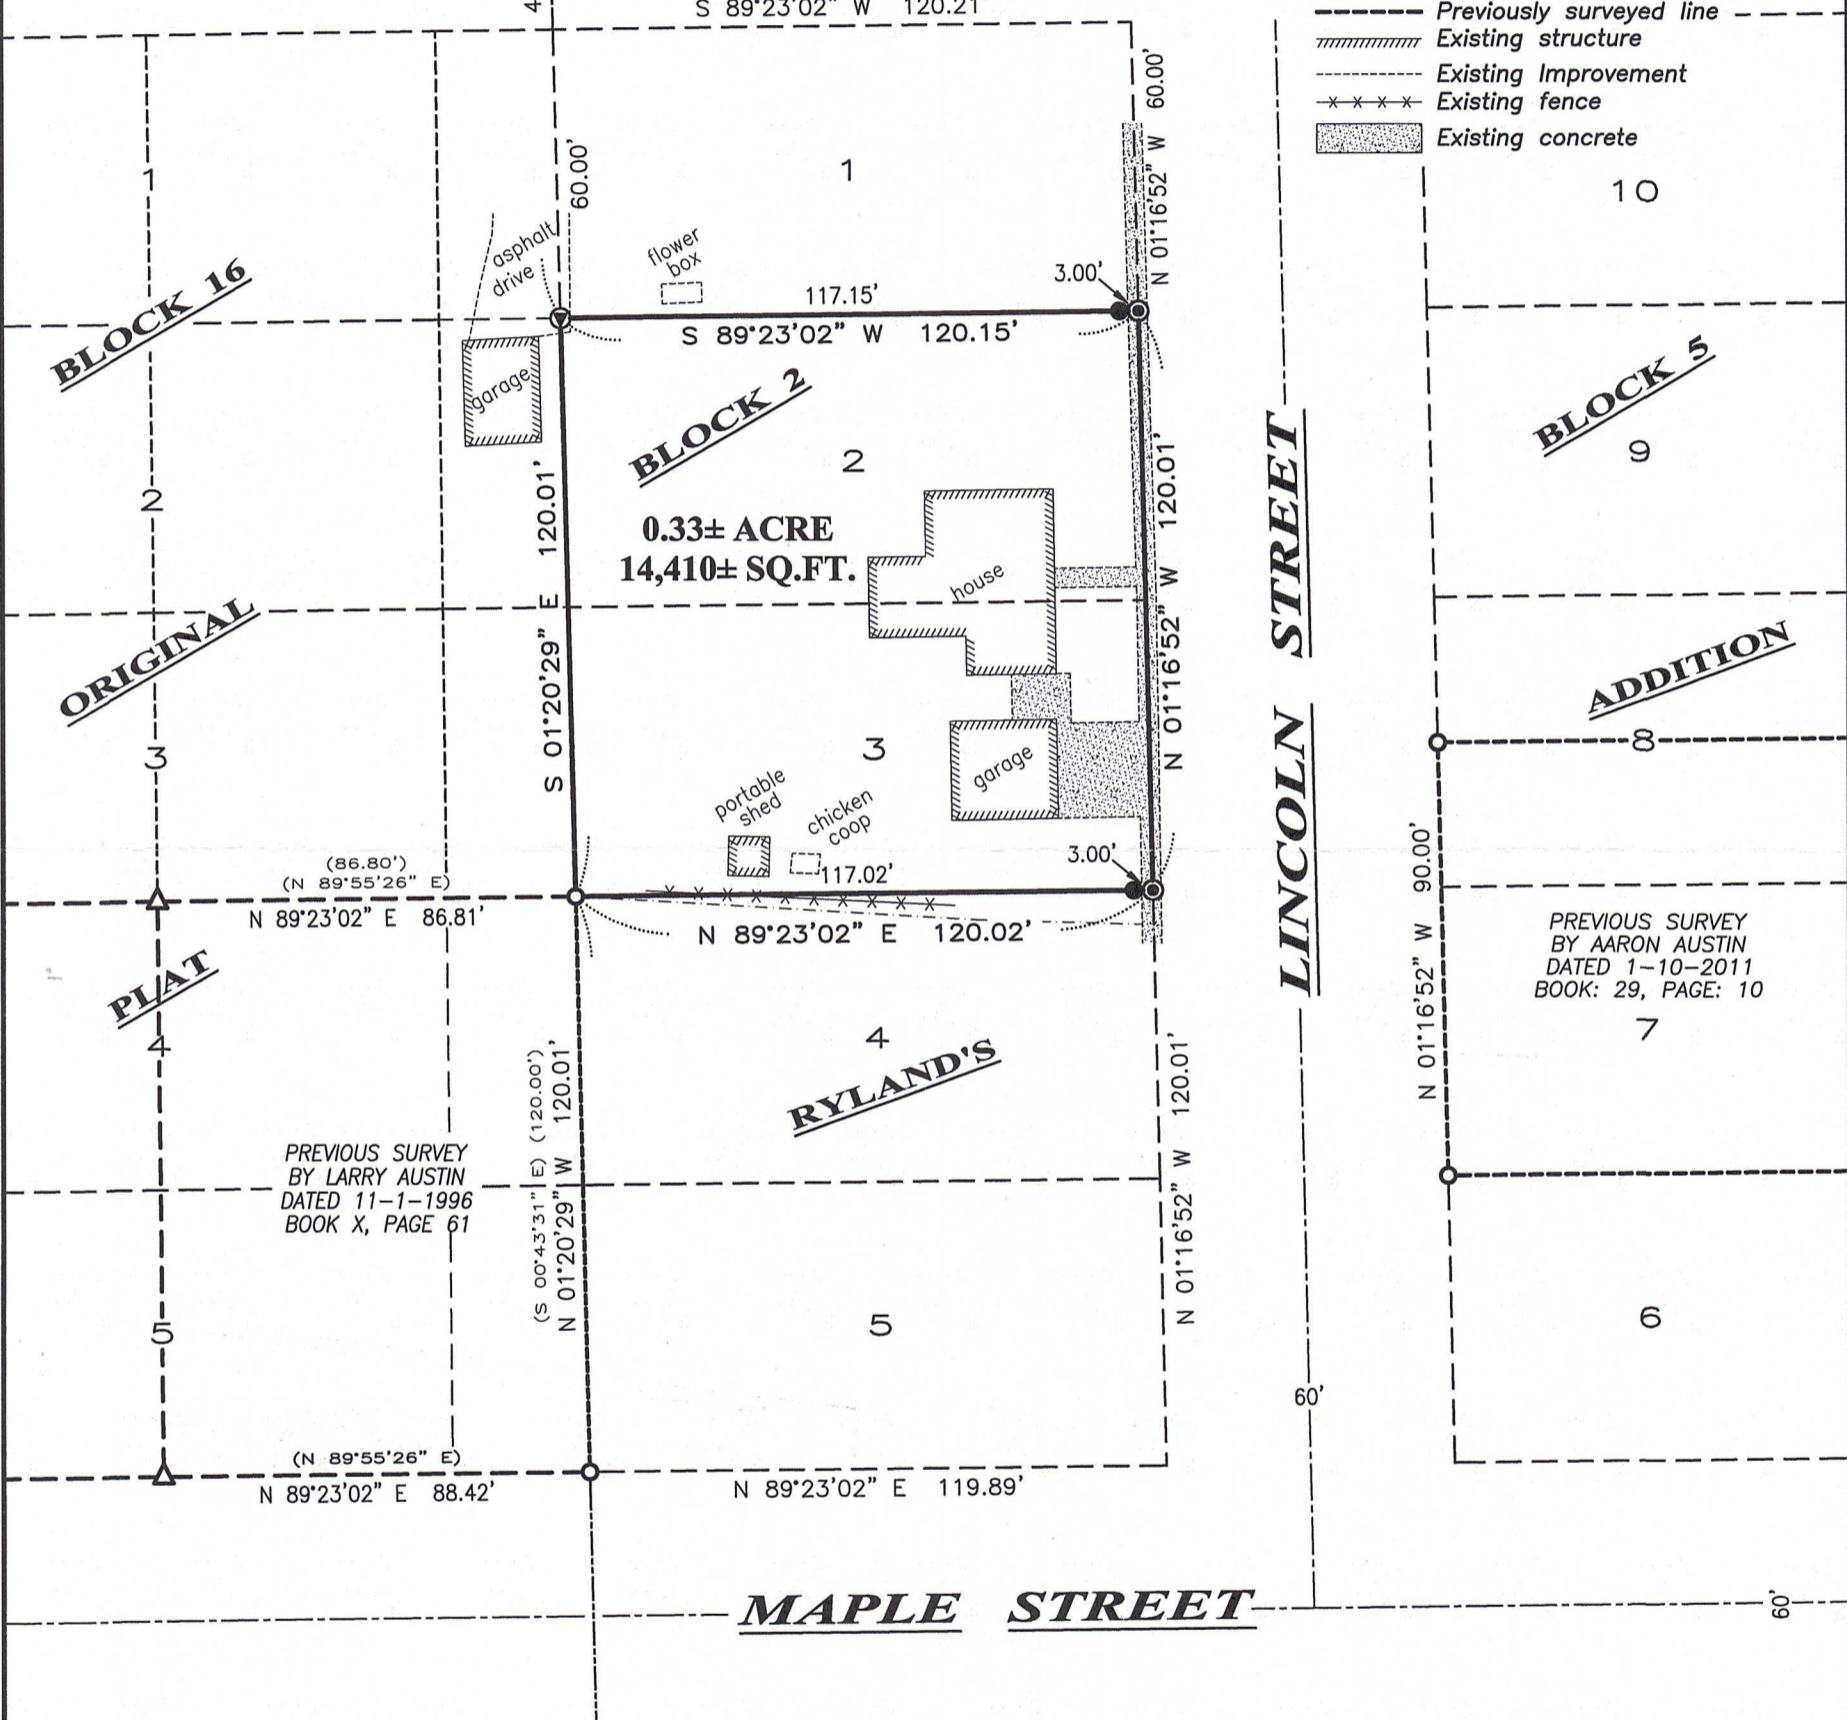 S 89°23'02" W 120.21'
4
Previously surveyed line
Existing structure
Existing Improvement
Existing fence
Existing concrete
60.00'
N 01°16'52" W
60.00'
1
1
10
asphalt
drive
flower
box
3.00'
117.15'
S 89°23'02" W 120.15'
BLOCK 16
garage
BLOCK 2
BLOCK 5
2
9
2
0.33± ACRE
14,410± SQ.FT.
S 01°20'29" E 120.01'
house
N 01°16'52" W 120.01'
LINCOLN STREET
ORIGINAL
ADDITION
3
3
8
garage
portable
shed
chicken
coop
3.00'
117.02'
(86.80')
(N 89°55'26" E)
N 89°23'02" E 86.81'
N 89°23'02" E 120.02'
N 01°16'52" W 90.00'
PREVIOUS SURVEY
BY AARON AUSTIN
DATED 1-10-2011
BOOK: 29, PAGE: 10
7
PLAT
4
4
RYLAND'S
(S 00°43'31" E) (120.00')
N 01°20'29" W 120.01'
N 01°16'52" W 120.01'
PREVIOUS SURVEY
BY LARRY AUSTIN
DATED 11-1-1996
BOOK X, PAGE 61
5
5
6
60'
(N 89°55'26" E)
N 89°23'02" E 88.42'
N 89°23'02" E 119.89'
MAPLE STREET
60'